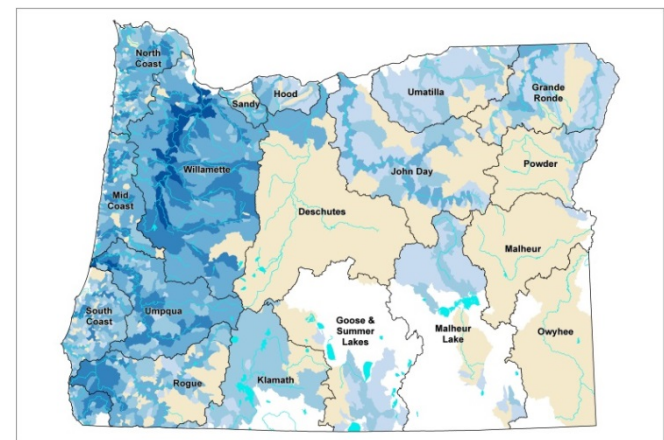 North
Coast
Sandy
Hood
Umatilla
Grande
Ronde
Willamette
John Day
Powder
Mid
Coast
Deschutes
Malheur
South
Coast
Umpqua
Goose &
Summer
Lakes
Malheur
Lake
Owyhee
Rogue
Klamath